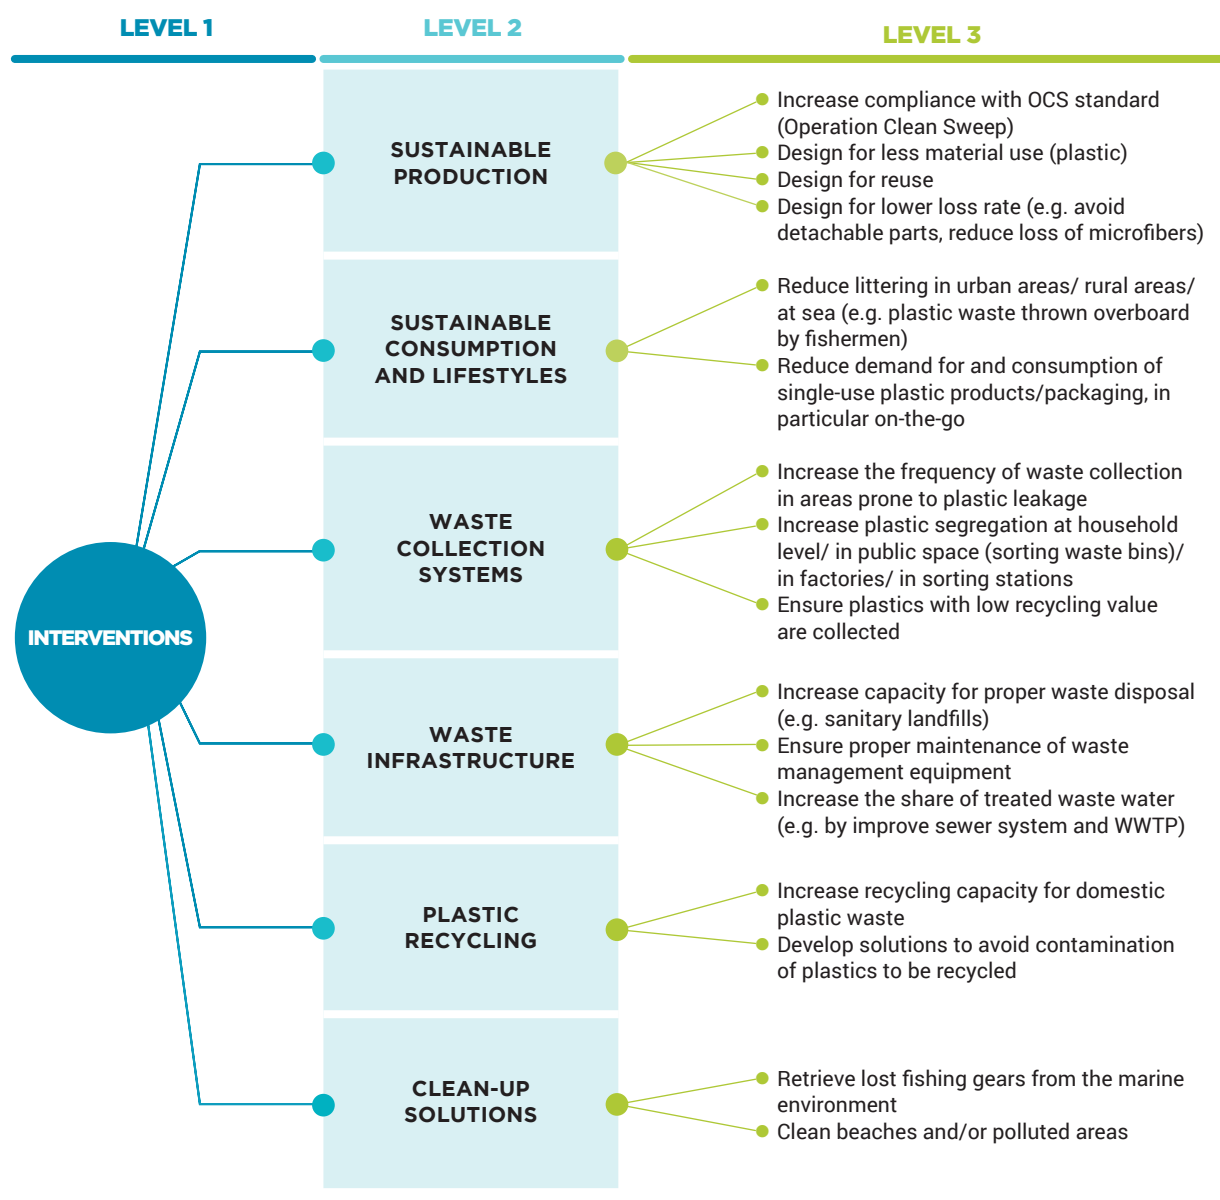 LEVEL 1
LEVEL 2
LEVEL 3
INTERVENTIONS
SUSTAINABLE
PRODUCTION
Increase compliance with OCS standard
(Operation Clean Sweep)
Design for less material use (plastic)
Design for reuse
Design for lower loss rate (e.g. avoid
detachable parts, reduce loss of microfibers)
SUSTAINABLE
CONSUMPTION
AND LIFESTYLES
Reduce littering in urban areas/ rural areas/
at sea (e.g. plastic waste thrown overboard
by fishermen)
Reduce demand for and consumption of
single-use plastic products/packaging, in
particular on-the-go
WASTE
COLLECTION
SYSTEMS
Increase the frequency of waste collection
in areas prone to plastic leakage
Increase plastic segregation at household
level/ in public space (sorting waste bins)/
in factories/ in sorting stations
Ensure plastics with low recycling value
are collected
WASTE
INFRASTRUCTURE
Increase capacity for proper waste disposal
(e.g. sanitary landfills)
Ensure proper maintenance of waste
management equipment
Increase the share of treated waste water
(e.g. by improve sewer system and WWTP)
PLASTIC
RECYCLING
Increase recycling capacity for domestic
plastic waste
Develop solutions to avoid contamination
of plastics to be recycled
CLEAN-UP
SOLUTIONS
Retrieve lost fishing gears from the marine
environment
Clean beaches and/or polluted areas